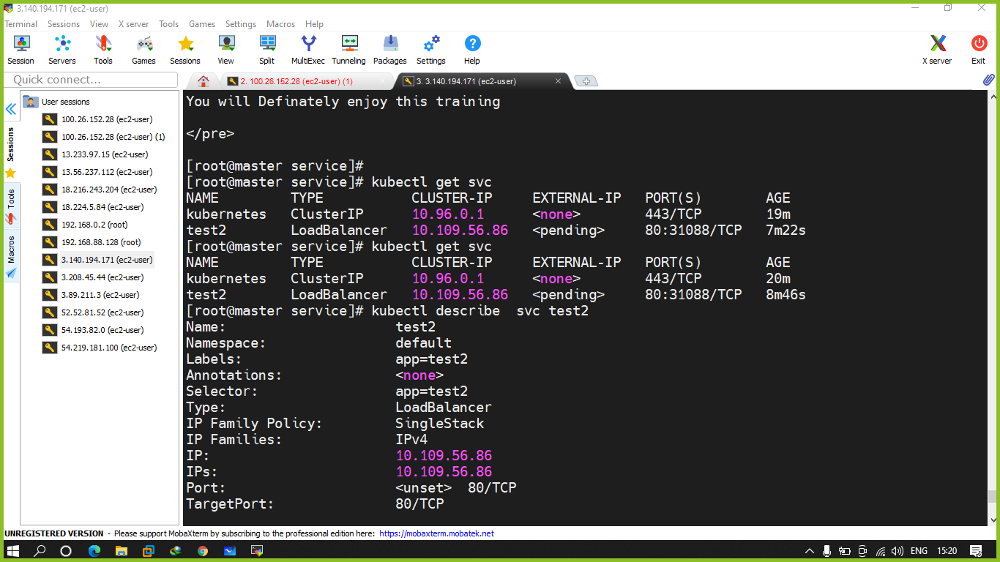 3.140.194.171 (ec2-user)
Terminal Sessions View X server Tools Games Settings Macros Help
Session Servers Tools Games Sessions View Split MultiExec Tunneling Packages Settings Help X server Exit
Quick connect...
2. 100.26.152.28 (ec2-user) (1)
3. 3.140.194.171 (ec2-user)
Sessions
Tools
Macros
User sessions
100.26.152.28 (ec2-user)
100.26.152.28 (ec2-user) (1)
13.233.97.15 (ec2-user)
13.56.237.112 (ec2-user)
18.216.243.204 (ec2-user)
18.224.5.84 (ec2-user)
192.168.0.2 (root)
192.168.88.128 (root)
3.140.194.171 (ec2-user)
3.208.45.44 (ec2-user)
3.89.211.3 (ec2-user)
52.52.81.52 (ec2-user)
54.193.82.0 (ec2-user)
54.219.181.100 (ec2-user)
You will Definately enjoy this training
</pre>
[root@master service]#
[root@master service]# kubectl get svc
NAME TYPE CLUSTER-IP EXTERNAL-IP PORT(S) AGE
kubernetes ClusterIP 10.96.0.1 <none> 443/TCP 19m
test2 LoadBalancer 10.109.56.86 <pending> 80:31088/TCP 7m22s
[root@master service]# kubectl get svc
NAME TYPE CLUSTER-IP EXTERNAL-IP PORT(S) AGE
kubernetes ClusterIP 10.96.0.1 <none> 443/TCP 20m
test2 LoadBalancer 10.109.56.86 <pending> 80:31088/TCP 8m46s
[root@master service]# kubectl describe  svc test2
Name: test2
Namespace: default
Labels: app=test2
Annotations: <none>
Selector: app=test2
Type: LoadBalancer
IP Family Policy: SingleStack
IP Families: IPv4
IP: 10.109.56.86
IPs: 10.109.56.86
Port: <unset>  80/TCP
TargetPort: 80/TCP
UNREGISTERED VERSION - Please support MobaXterm by subscribing to the professional edition here: https://mobaxterm.mobatek.net
ENG 15:20